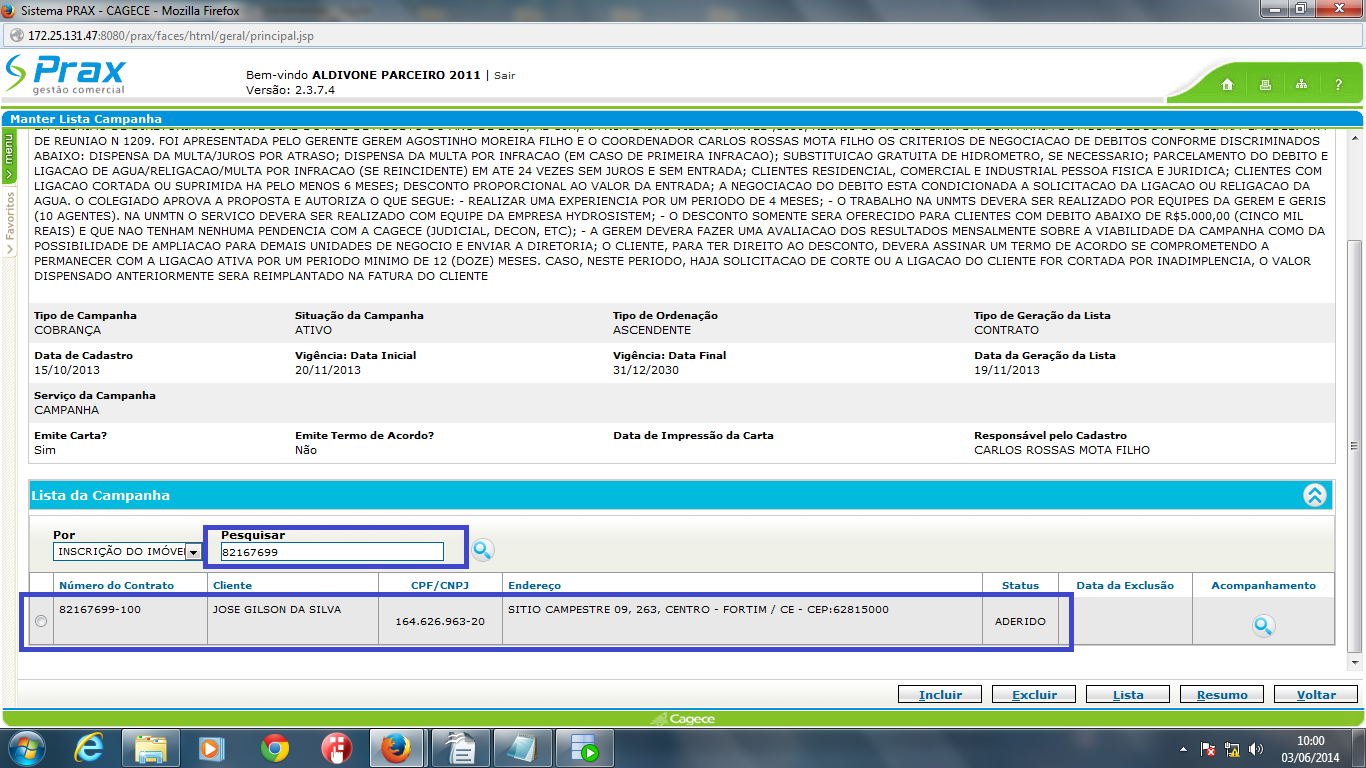 Sistema PRAX - CAGECE - Mozilla Firefox
172.25.131.47:8080/prax/faces/html/geral/principal.jsp
Prax
gestão comercial
Bem-vindo ALDIVONE PARCEIRO 2011 | Sair
Versão: 2.3.7.4
?
Manter Lista Campanha
menu
Favoritos
DE REUNIAO N 1209. FOI APRESENTADA PELO GERENTE GEREM AGOSTINHO MOREIRA FILHO E O COORDENADOR CARLOS ROSSAS MOTA FILHO OS CRITERIOS DE NEGOCIACAO DE DEBITOS CONFORME DISCRIMINADOS
ABAIXO: DISPENSA DA MULTA/JUROS POR ATRASO; DISPENSA DA MULTA POR INFRACAO (EM CASO DE PRIMEIRA INFRACAO); SUBSTITUICAO GRATUITA DE HIDROMETRO, SE NECESSARIO; PARCELAMENTO DO DEBITO E
LIGACAO DE AGUA/RELIGACAO/MULTA POR INFRACAO (SE REINCIDENTE) EM ATE 24 VEZES SEM JUROS E SEM ENTRADA; CLIENTES RESIDENCIAL, COMERCIAL E INDUSTRIAL PESSOA FISICA E JURIDICA; CLIENTES COM
LIGACAO CORTADA OU SUPRIMIDA HA PELO MENOS 6 MESES; DESCONTO PROPORCIONAL AO VALOR DA ENTRADA; A NEGOCIACAO DO DEBITO ESTA CONDICIONADA A SOLICITACAO DA LIGACAO OU RELIGACAO DA
AGUA. O COLEGIADO APROVA A PROPOSTA E AUTORIZA O QUE SEGUE: - REALIZAR UMA EXPERIENCIA POR UM PERIODO DE 4 MESES; - O TRABALHO NA UNMTS DEVERA SER REALIZADO POR EQUIPES DA GEREM E GERIS
(10 AGENTES). NA UNMTN O SERVICO DEVERA SER REALIZADO COM EQUIPE DA EMPRESA HYDROSISTEM; - O DESCONTO SOMENTE SERA OFERECIDO PARA CLIENTES COM DEBITO ABAIXO DE R$5.000,00 (CINCO MIL
REAIS) E QUE NAO TENHAM NENHUMA PENDENCIA COM A CAGECE (JUDICIAL, DECON, ETC); - A GEREM DEVERA FAZER UMA AVALIACAO DOS RESULTADOS MENSALMENTE SOBRE A VIABILIDADE DA CAMPANHA COMO DA
POSSIBILIDADE DE AMPLIACAO PARA DEMAIS UNIDADES DE NEGOCIO E ENVIAR A DIRETORIA; O CLIENTE, PARA TER DIREITO AO DESCONTO, DEVERA ASSINAR UM TERMO DE ACORDO SE COMPROMETENDO A
PERMANECER COM A LIGACAO ATIVA POR UM PERIODO MINIMO DE 12 (DOZE) MESES. CASO, NESTE PERIODO, HAJA SOLICITACAO DE CORTE OU A LIGACAO DO CLIENTE FOR CORTADA POR INADIMPLENCIA, O VALOR
DISPENSADO ANTERIORMENTE SERA REIMPLANTADO NA FATURA DO CLIENTE
Tipo de Campanha Situação da Campanha Tipo de Ordenação Tipo de Geração da Lista
COBRANÇA ATIVO ASCENDENTE CONTRATO
Data de Cadastro Vigência: Data Inicial Vigência: Data Final Data da Geração da Lista
15/10/2013 20/11/2013 31/12/2030 19/11/2013
Serviço da Campanha
CAMPANHA
Emite Carta? Emite Termo de Acordo? Data de Impressão da Carta Responsável pelo Cadastro
Sim Não CARLOS ROSSAS MOTA FILHO
Lista da Campanha
Por Pesquisar
INSCRIÇÃO DO IMÓVE 82167699
Número do Contrato Cliente CPF/CNPJ Endereço Status Data da Exclusão Acompanhamento
82167699-100 JOSE GILSON DA SILVA 164.626.963-20 SITIO CAMPESTRE 09, 263, CENTRO - FORTIM / CE - CEP:62815000 ADERIDO
Incluir Excluir Lista Resumo Voltar
Cagece
10:00
03/06/2014